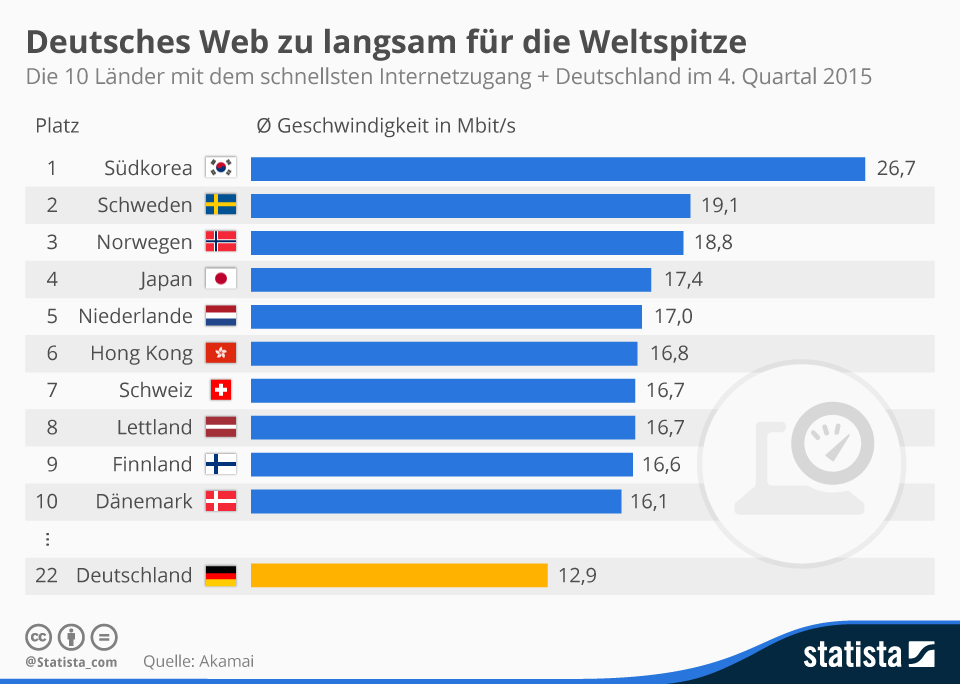 Deutsches Web zu langsam für die Weltspitze
Die 10 Länder mit dem schnellsten Internetzugang + Deutschland im 4. Quartal 2015
Platz Ø Geschwindigkeit in Mbit/s
1 Südkorea 26,7
2 Schweden 19,1
3 Norwegen 18,8
4 Japan 17,4
5 Niederlande 17,0
6 Hong Kong 16,8
7 Schweiz 16,7
8 Lettland 16,7
9 Finnland 16,6
10 Dänemark 16,1
⋮
22 Deutschland 12,9
cc =
@Statista_com Quelle: Akamai
statista